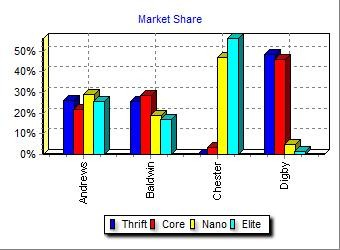 Market Share
50%
40%
30%
20%
10%
0%
Andrews
Baldwin
Chester
Digby
Thrift Core Nano Elite